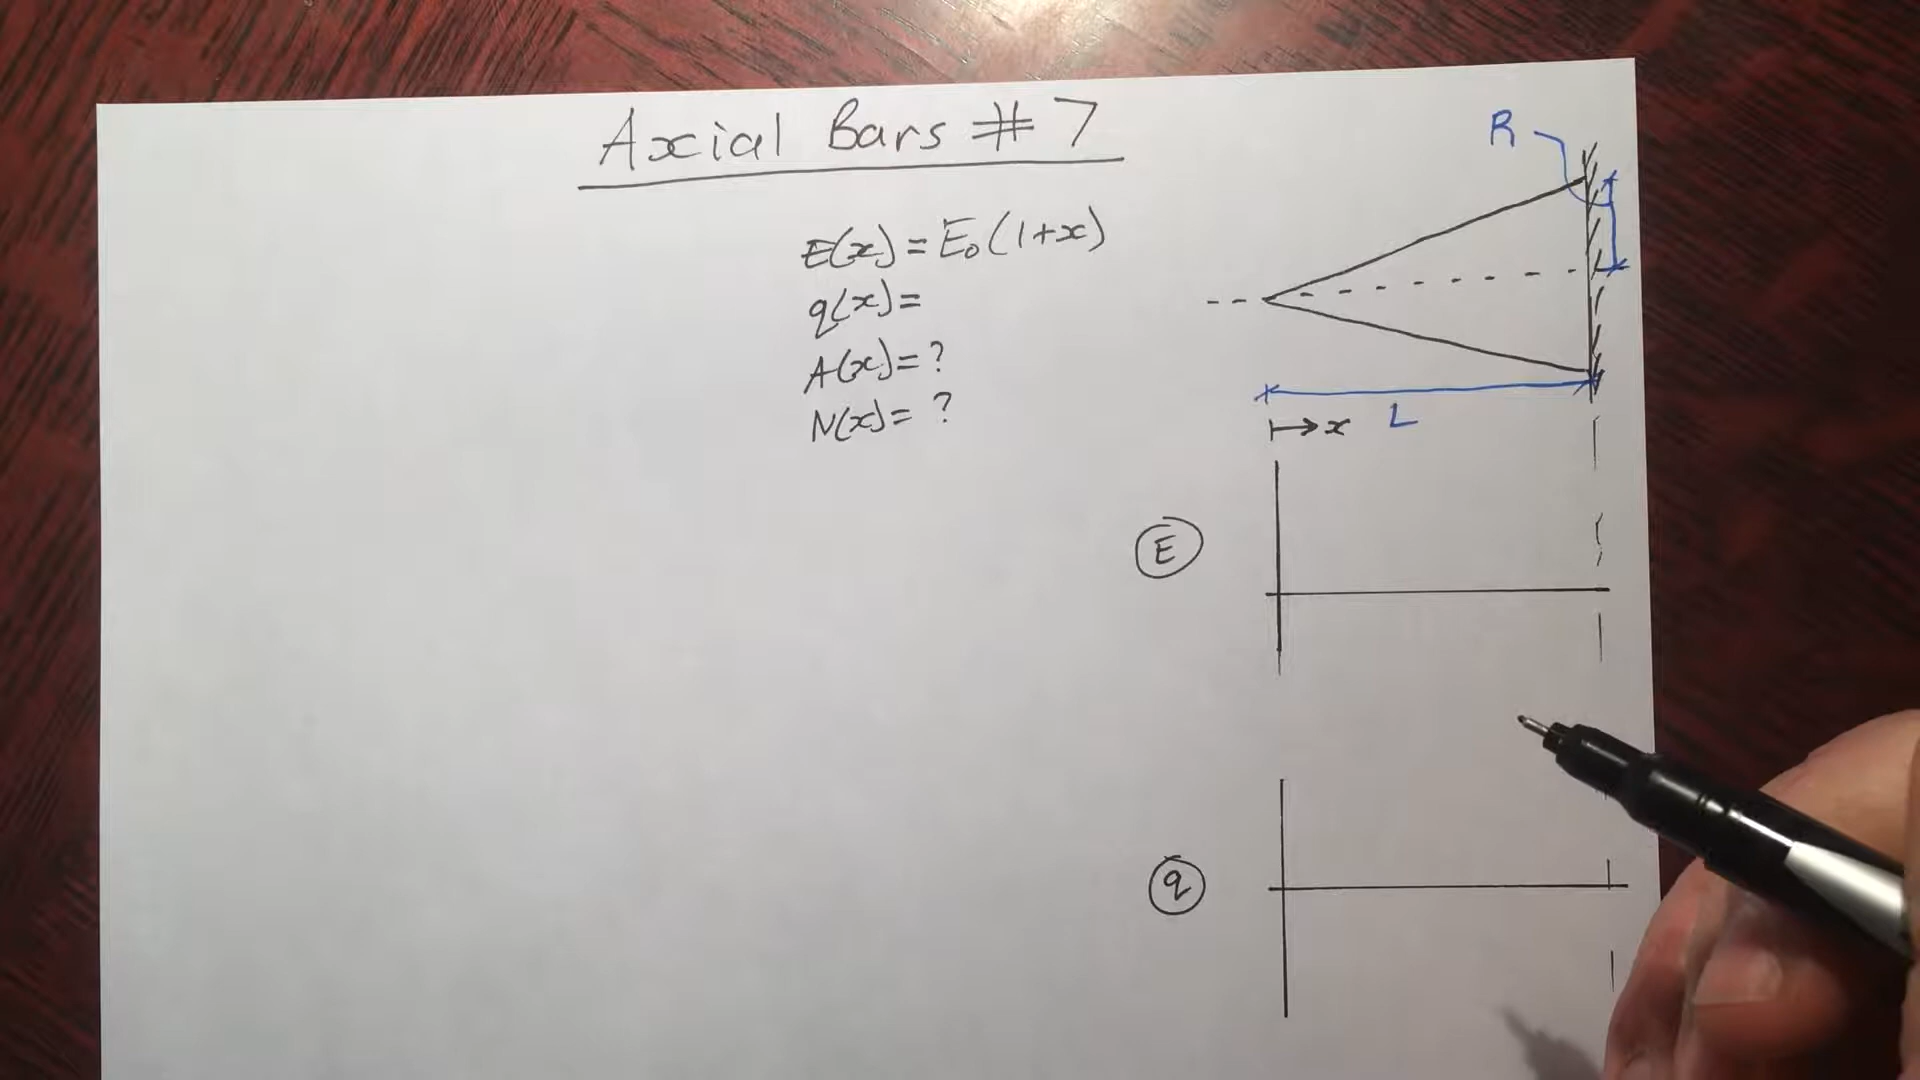 Axial Bars #7
R
E(x) = E₀(1+x)
q(x) =
A(x) = ?
N(x) = ?
L
x
E
q